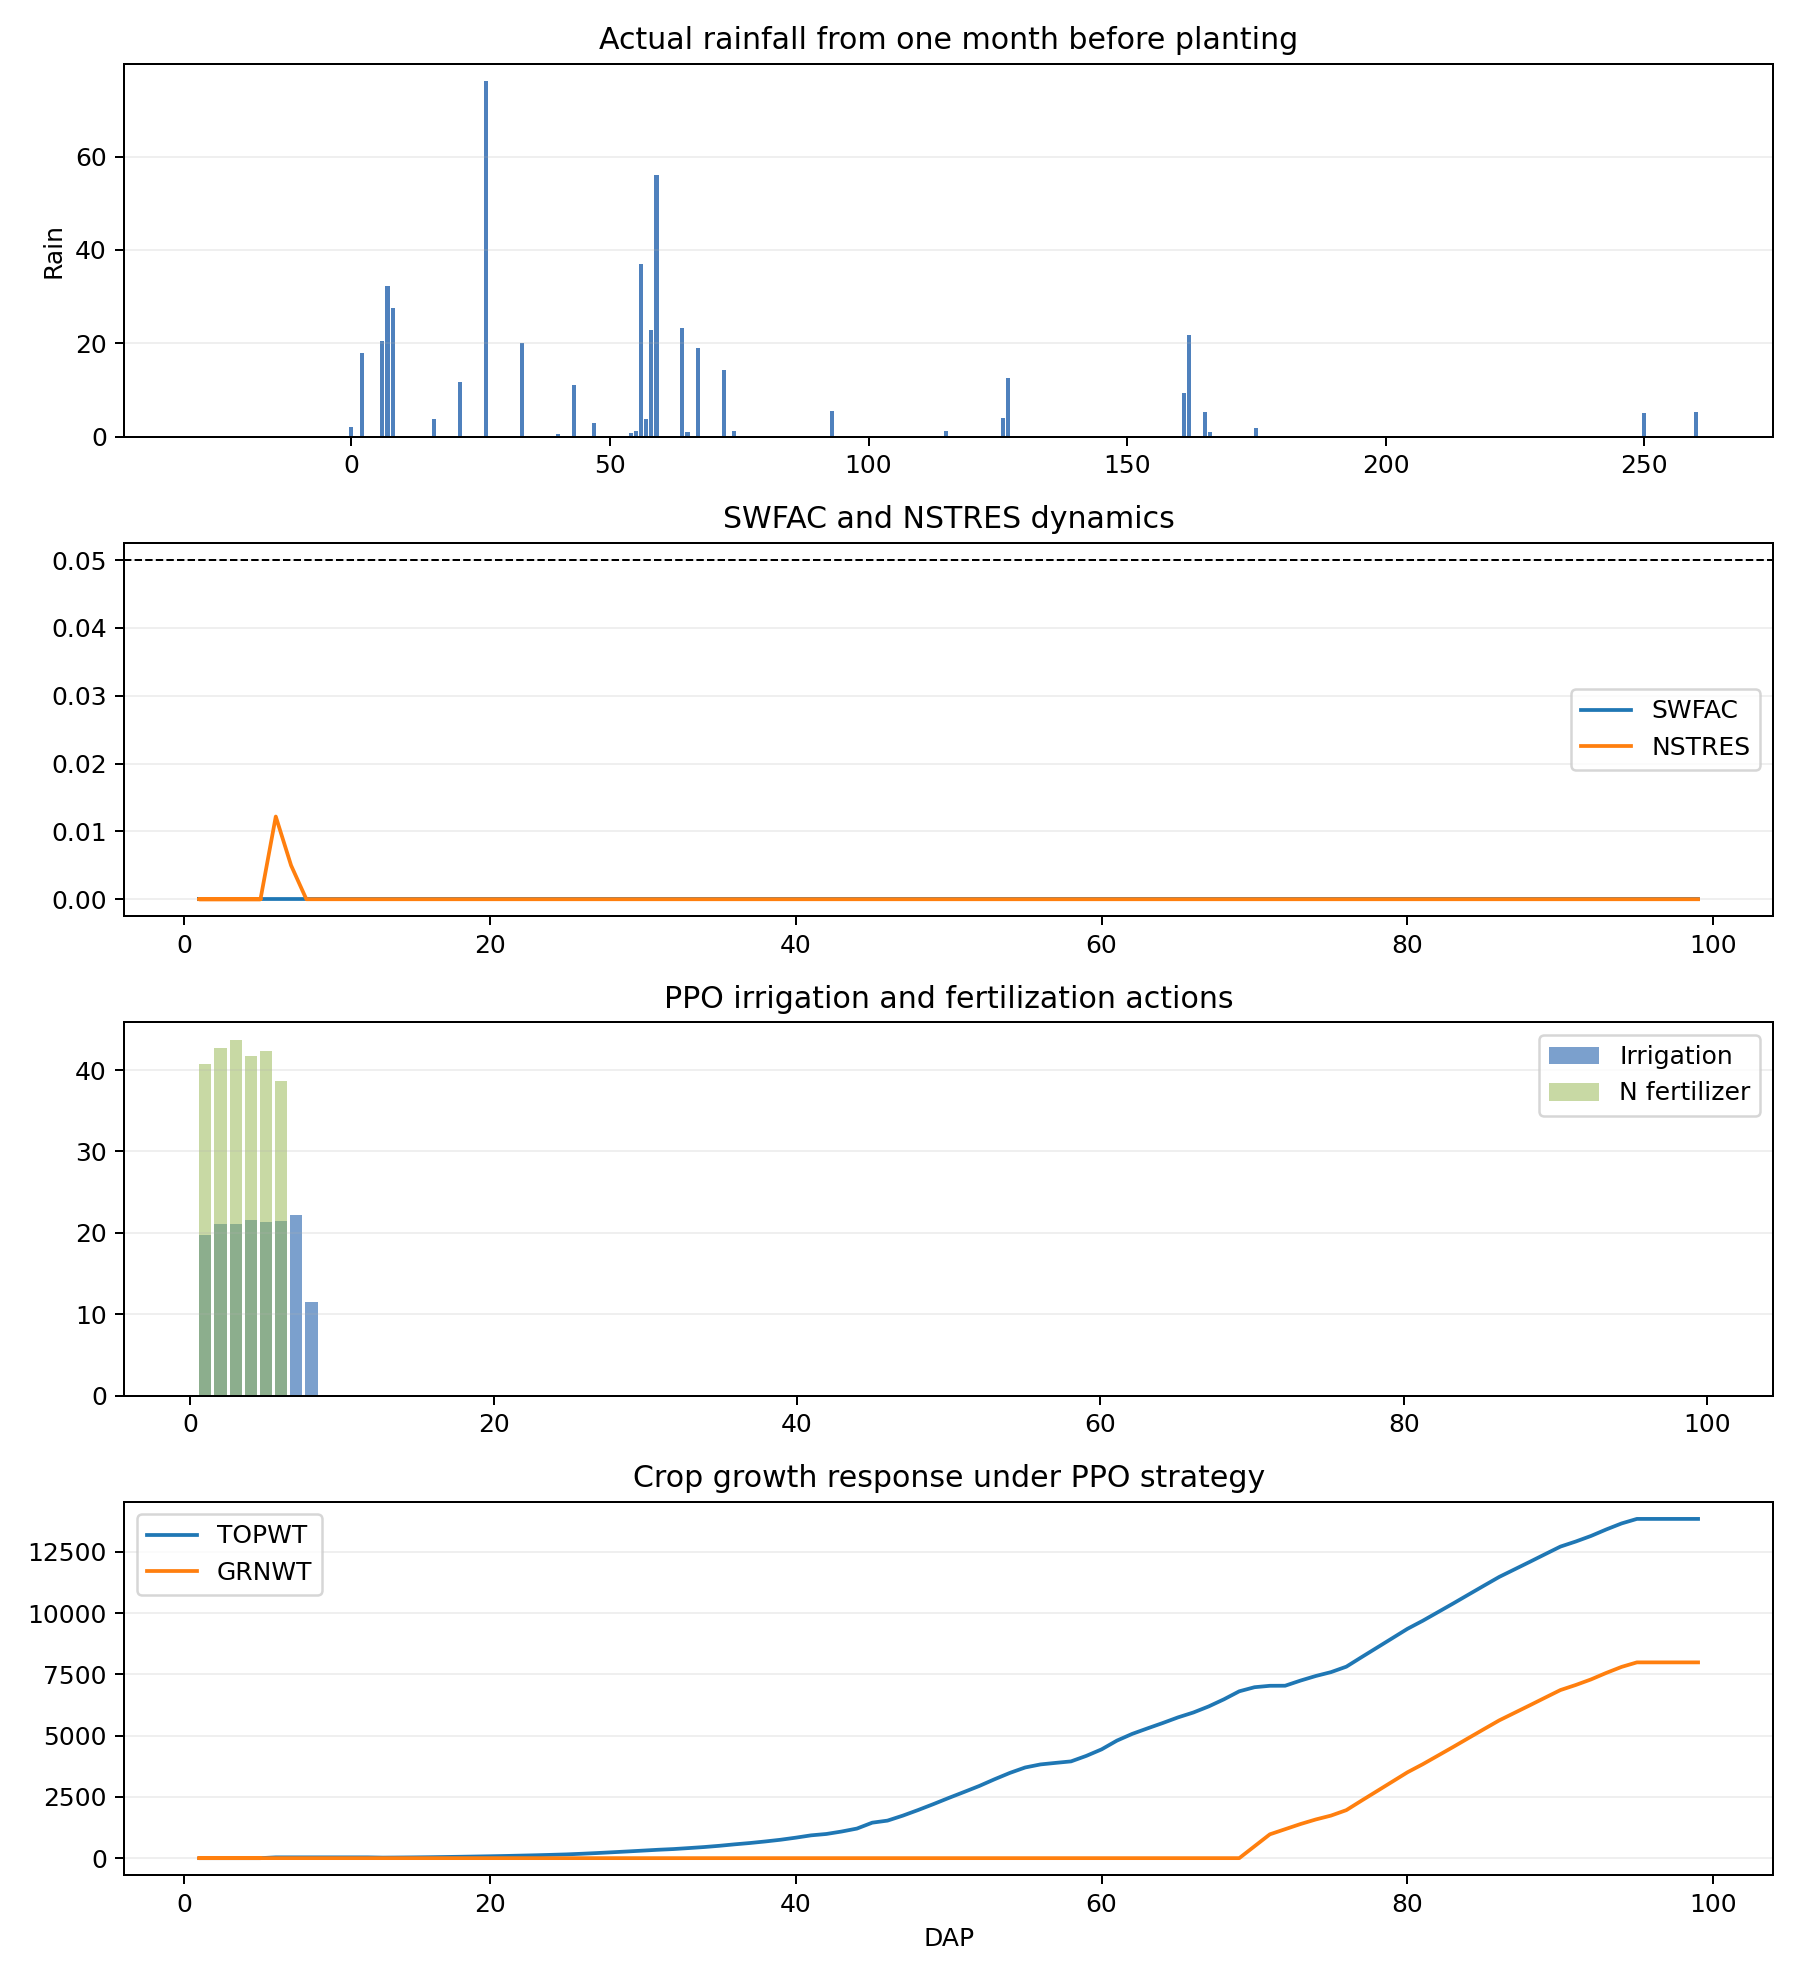 Actual rainfall from one month before planting
Rain
60
40
20
0
0 50 100 150 200 250
SWFAC and NSTRES dynamics
0.05
0.04
0.03
0.02
0.01
0.00
SWFAC
NSTRES
0 20 40 60 80 100
PPO irrigation and fertilization actions
40
30
20
10
0
Irrigation
N fertilizer
0 20 40 60 80 100
Crop growth response under PPO strategy
TOPWT
GRNWT
12500
10000
7500
5000
2500
0
0 20 40 60 80 100
DAP